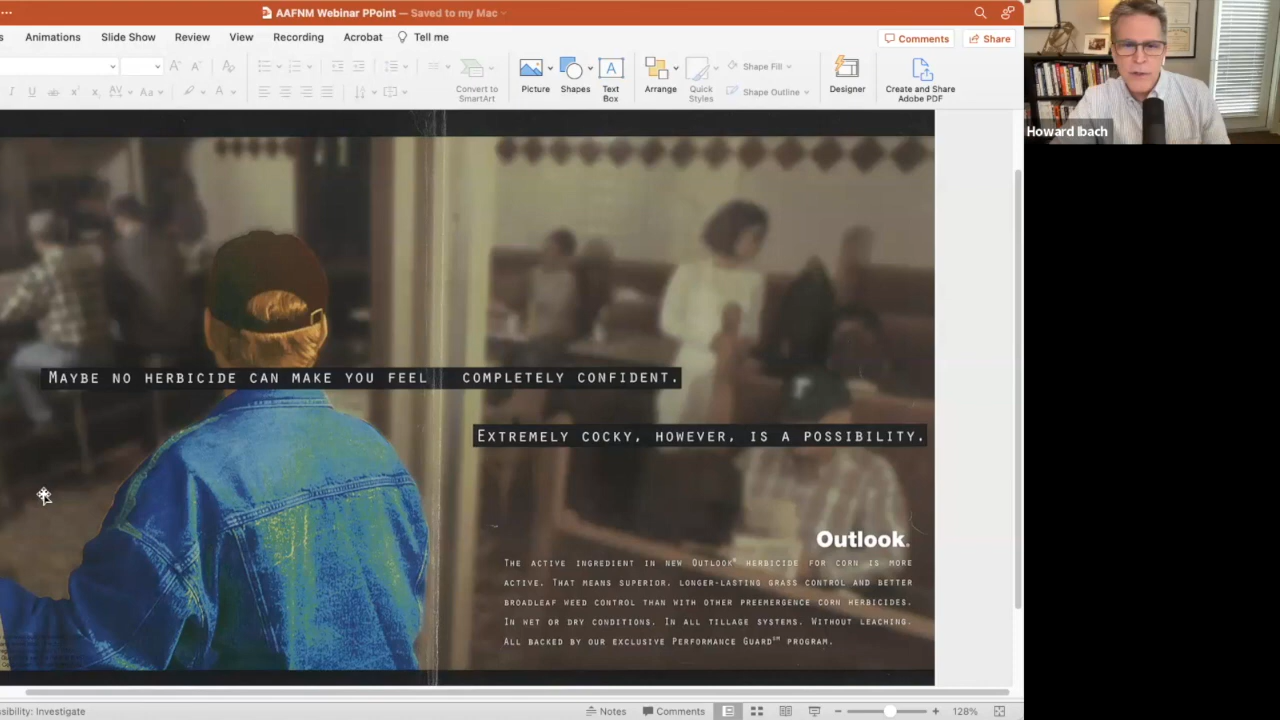 AAFNM Webinar PPoint — Saved to my Mac
Animations Slide Show Review View Recording Acrobat Tell me
Comments Share
Convert to SmartArt
Picture Shapes Text Box
Arrange Quick Styles
Shape Fill
Shape Outline
Designer
Create and Share Adobe PDF
Howard Ibach
Maybe no herbicide can make you feel completely confident.
Extremely cocky, however, is a possibility.
Outlook.
The active ingredient in new Outlook® herbicide for corn is more
active. That means superior, longer-lasting grass control and better
broadleaf weed control than with other preemergence corn herbicides.
In wet or dry conditions. In all tillage systems. Without leaching.
All backed by our exclusive Performance Guard℠ program.
sibility: Investigate
Notes Comments 128%